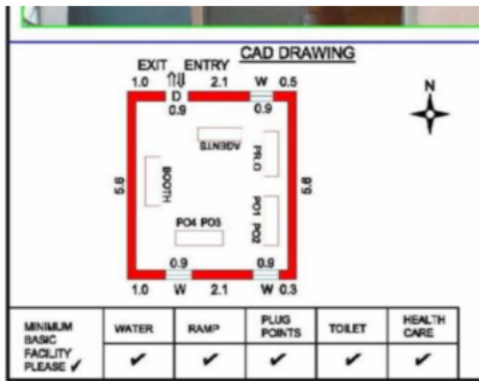 CAD DRAWING
EXIT ENTRY
1.0 2.1 W 0.5
D
0.9 0.9
N
AGENTS
PR.O
BOOTH
5.6 5.6
PO1 PO2
PO4 PO3
0.9 0.9
1.0 W 2.1 W 0.3
MINIMUM BASIC FACILITY PLEASE ✓
WATER
RAMP
PLUG POINTS
TOILET
HEALTH CARE
✓ ✓ ✓ ✓ ✓